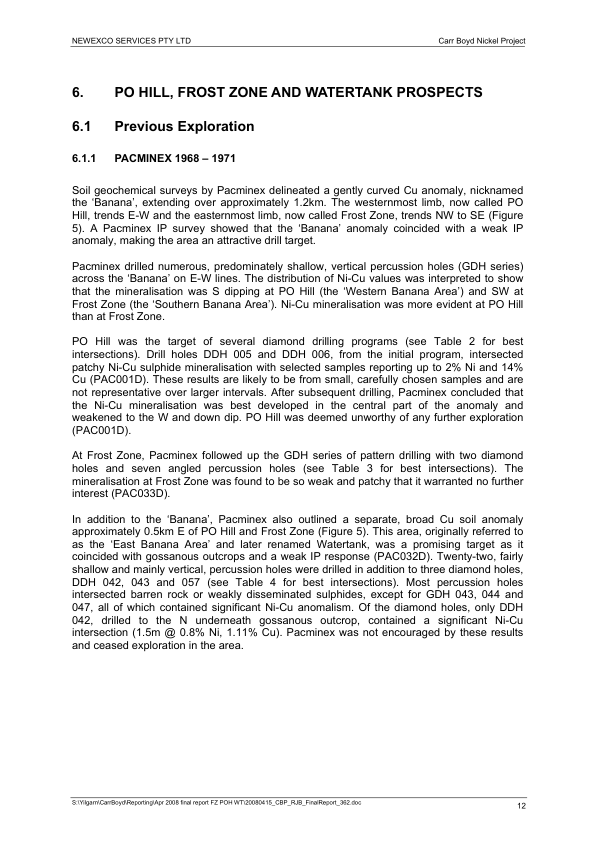 NEWEXCO SERVICES PTY LTD Carr Boyd Nickel Project
6. PO HILL, FROST ZONE AND WATERTANK PROSPECTS
6.1 Previous Exploration
6.1.1 PACMINEX 1968 – 1971
Soil geochemical surveys by Pacminex delineated a gently curved Cu anomaly, nicknamed
the ‘Banana’, extending over approximately 1.2km. The westernmost limb, now called PO
Hill, trends E-W and the easternmost limb, now called Frost Zone, trends NW to SE (Figure
5). A Pacminex IP survey showed that the ‘Banana’ anomaly coincided with a weak IP
anomaly, making the area an attractive drill target.
Pacminex drilled numerous, predominately shallow, vertical percussion holes (GDH series)
across the ‘Banana’ on E-W lines. The distribution of Ni-Cu values was interpreted to show
that the mineralisation was S dipping at PO Hill (the ‘Western Banana Area’) and SW at
Frost Zone (the ‘Southern Banana Area’). Ni-Cu mineralisation was more evident at PO Hill
than at Frost Zone.
PO Hill was the target of several diamond drilling programs (see Table 2 for best
intersections). Drill holes DDH 005 and DDH 006, from the initial program, intersected
patchy Ni-Cu sulphide mineralisation with selected samples reporting up to 2% Ni and 14%
Cu (PAC001D). These results are likely to be from small, carefully chosen samples and are
not representative over larger intervals. After subsequent drilling, Pacminex concluded that
the Ni-Cu mineralisation was best developed in the central part of the anomaly and
weakened to the W and down dip. PO Hill was deemed unworthy of any further exploration
(PAC001D).
At Frost Zone, Pacminex followed up the GDH series of pattern drilling with two diamond
holes and seven angled percussion holes (see Table 3 for best intersections). The
mineralisation at Frost Zone was found to be so weak and patchy that it warranted no further
interest (PAC033D).
In addition to the ‘Banana’, Pacminex also outlined a separate, broad Cu soil anomaly
approximately 0.5km E of PO Hill and Frost Zone (Figure 5). This area, originally referred to
as the ‘East Banana Area’ and later renamed Watertank, was a promising target as it
coincided with gossanous outcrops and a weak IP response (PAC032D). Twenty-two, fairly
shallow and mainly vertical, percussion holes were drilled in addition to three diamond holes,
DDH 042, 043 and 057 (see Table 4 for best intersections). Most percussion holes
intersected barren rock or weakly disseminated sulphides, except for GDH 043, 044 and
047, all of which contained significant Ni-Cu anomalism. Of the diamond holes, only DDH
042, drilled to the N underneath gossanous outcrop, contained a significant Ni-Cu
intersection (1.5m @ 0.8% Ni, 1.11% Cu). Pacminex was not encouraged by these results
and ceased exploration in the area.
S:\Yilgarn\CarrBoyd\Reporting\Apr 2008 final report FZ POH WT\20080415_CBP_RJB_FinalReport_362.doc
12